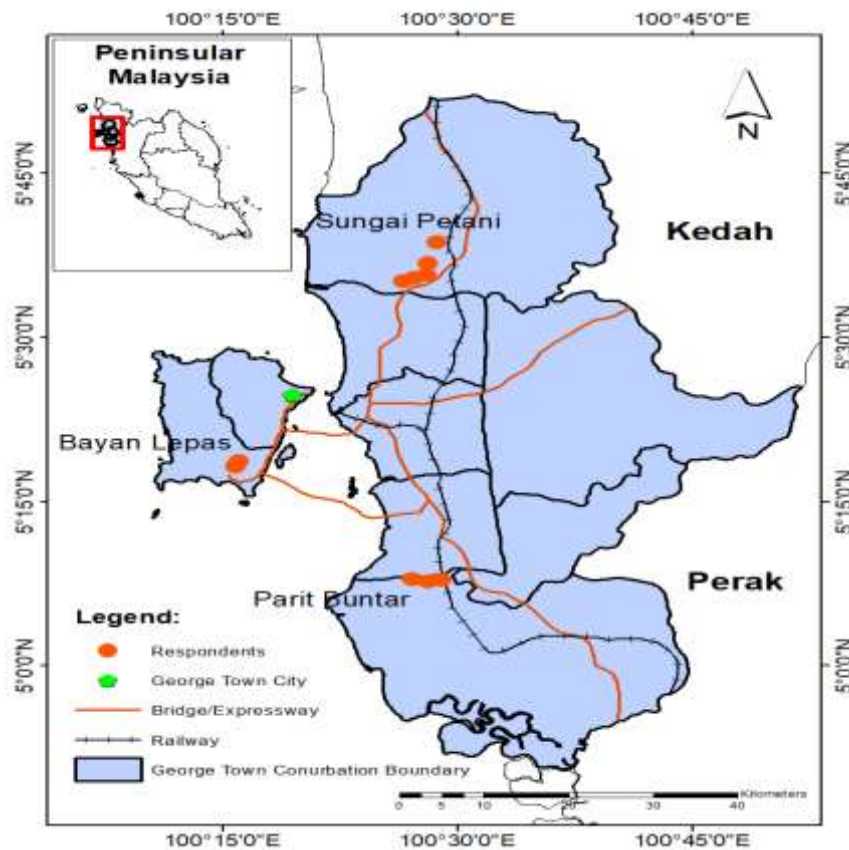 100°15'0"E 100°30'0"E 100°45'0"E
Peninsular
Malaysia
N
5°45'0"N 5°45'0"N
Sungai Petani
Kedah
5°30'0"N 5°30'0"N
Bayan Lepas
5°15'0"N 5°15'0"N
Perak
Parit Buntar
Legend:
Respondents
George Town City
Bridge/Expressway
Railway
George Town Conurbation Boundary
5°0'0"N 5°0'0"N
Kilometers
0 5 10 20 30 40
100°15'0"E 100°30'0"E 100°45'0"E